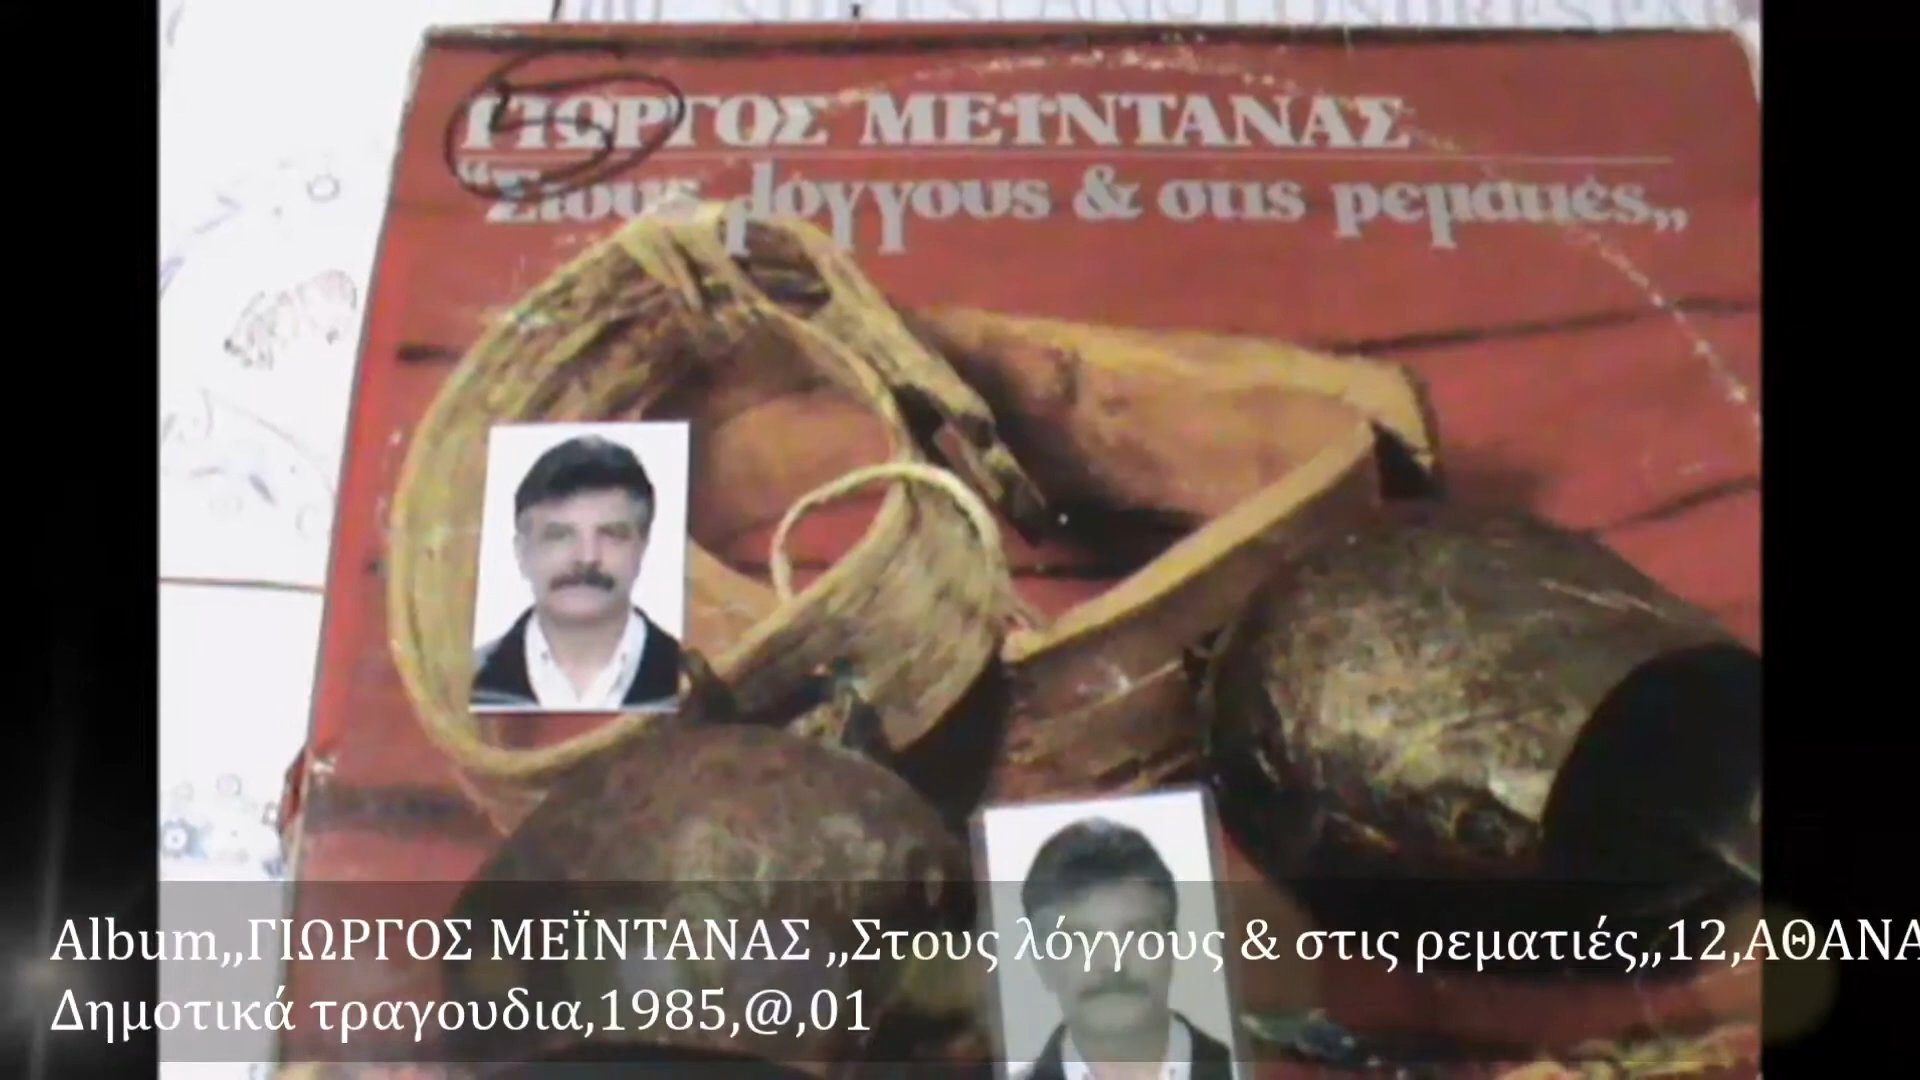 ΓΙΩΡΓΟΣ ΜΕΪΝΤΑΝΑΣ
“Στους λόγγους & στις ρεματιές„
Album,,ΓΙΩΡΓΟΣ ΜΕΪΝΤΑΝΑΣ ,,Στους λόγγους & στις ρεματιές,,12,ΑΘΑΝΑ
Δημοτικά τραγουδια,1985,@,01